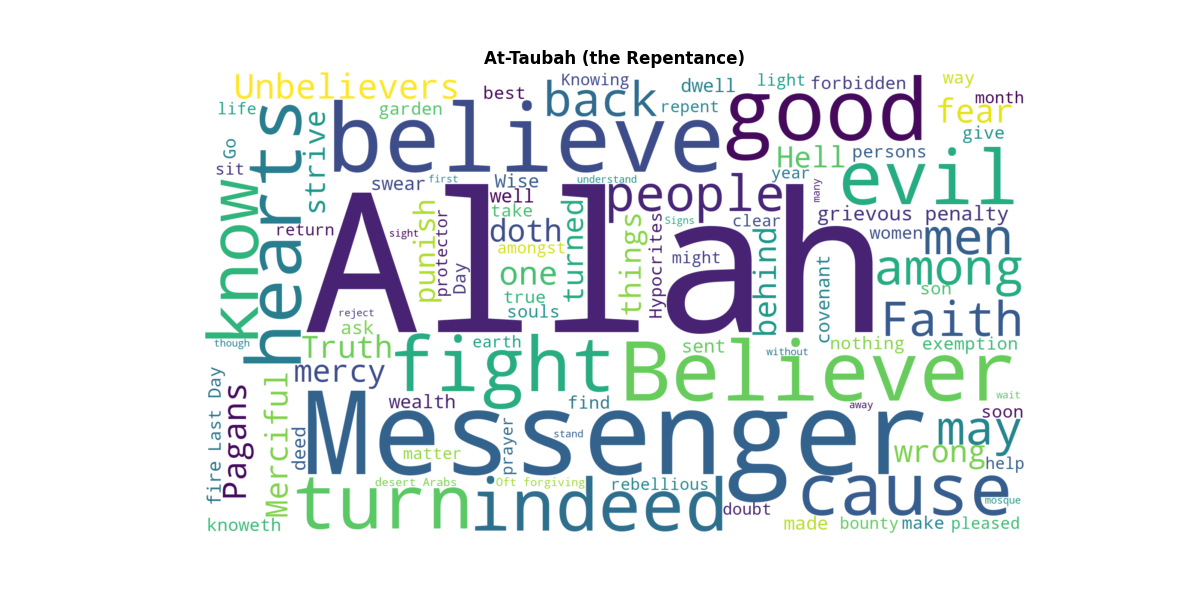 At-Taubah (the Repentance)
Unbelievers
Knowing
best
back
dwell
light
forbidden
way
month
life
garden
repent
good
fear
give
Go
hearts
strive
believe
Hell
persons
sit
swear
first
Wise
understand
people
year
many
evil
know
well
take
return
sight
punish
protector
Day
doth
amongst
turned
things
Hypocrites
Signs
clear
grievous penalty
women
men
Allah
one
might
behind
covenant
among
son
true
souls
reject
ask
Faith
though
Truth
fight
earth
Believer
sent
without
nothing
exemption
mercy
wait
fire
Last Day
Pagans
Merciful
deed
wealth
find
away
soon
Messenger
stand
prayer
may
matter
wrong
help
desert Arabs
Oft forgiving
rebellious
turn
indeed
cause
mosque
doubt
knoweth
made
bounty
make
pleased